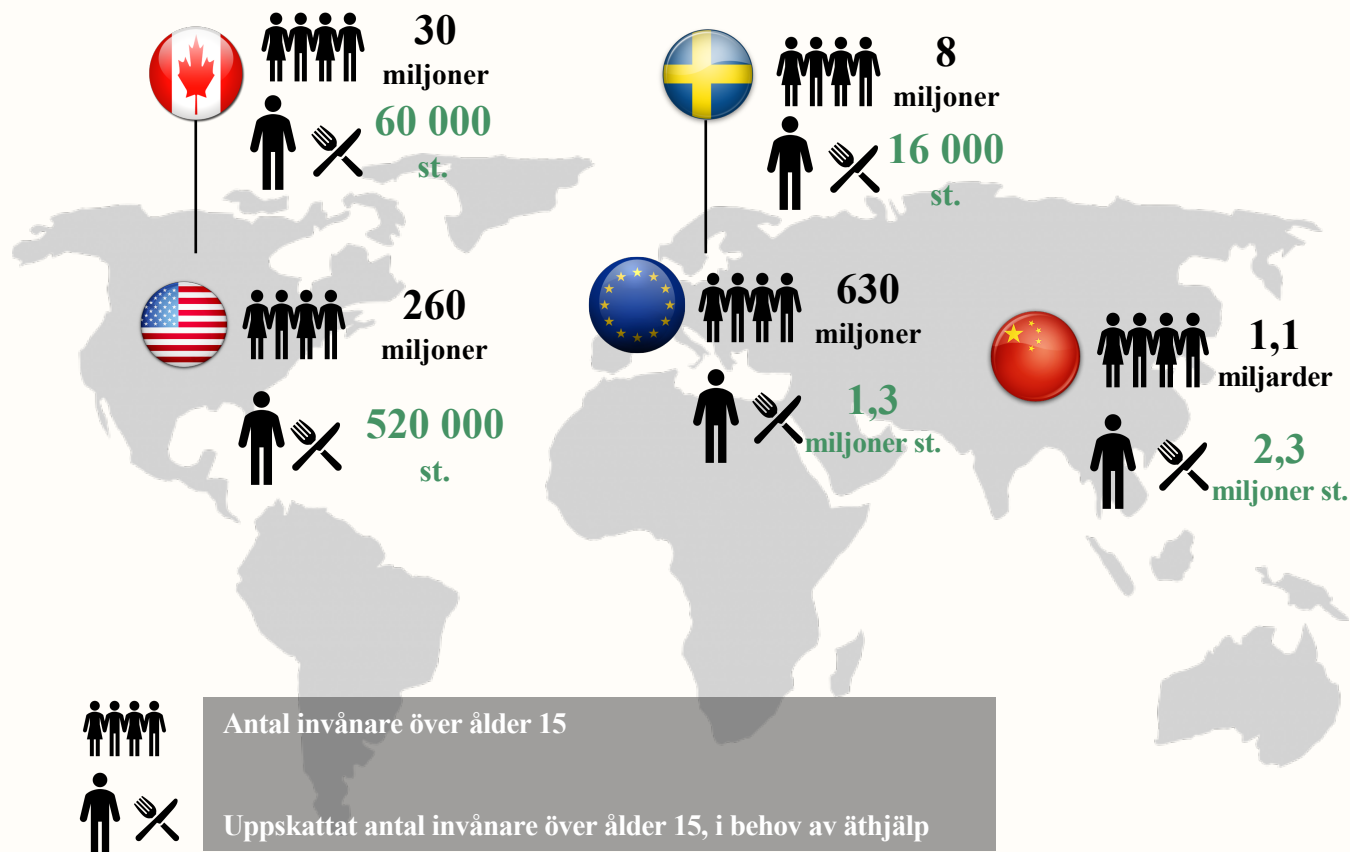 30
miljoner
60 000
st.
8
miljoner
16 000
st.
260
miljoner
520 000
st.
630
miljoner
1,3
miljoner st.
1,1
miljarder
2,3
miljoner st.
Antal invånare över ålder 15
Uppskattat antal invånare över ålder 15, i behov av äthjälp